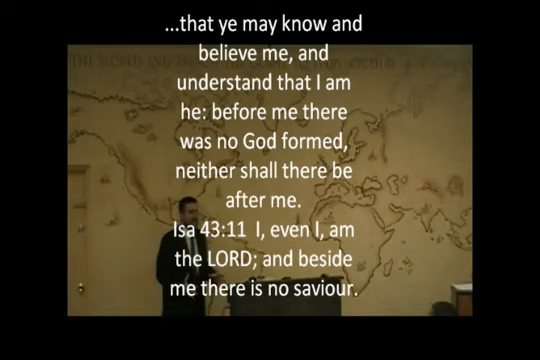 ...that ye may know and
believe me, and
understand that I am
he: before me there
was no God formed,
neither shall there be
after me.
Isa 43:11  I, even I, am
the LORD; and beside
me there is no saviour.